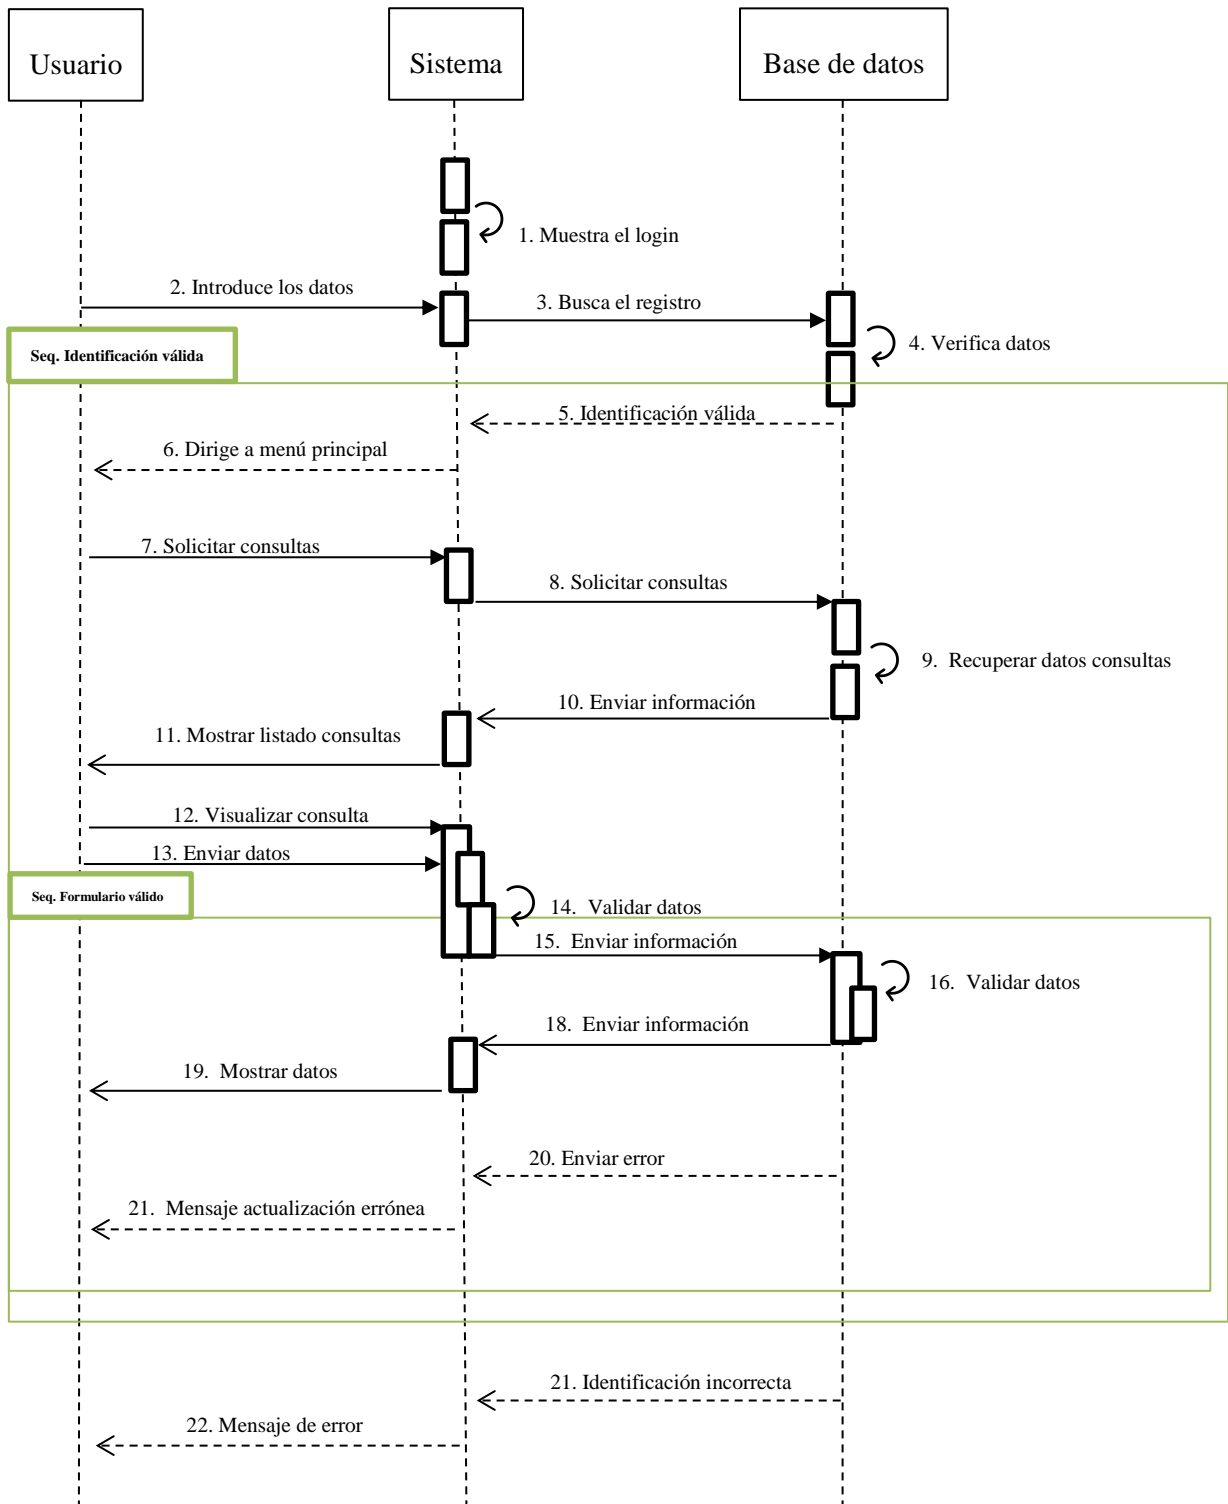 Usuario
Sistema
Base de datos
1. Muestra el login
2. Introduce los datos
3. Busca el registro
4. Verifica datos
Seq. Identificación válida
5. Identificación válida
6. Dirige a menú principal
7. Solicitar consultas
8. Solicitar consultas
9. Recuperar datos consultas
10. Enviar información
11. Mostrar listado consultas
12. Visualizar consulta
13. Enviar datos
Seq. Formulario válido
14. Validar datos
15. Enviar información
16. Validar datos
18. Enviar información
19. Mostrar datos
20. Enviar error
21. Mensaje actualización errónea
21. Identificación incorrecta
22. Mensaje de error